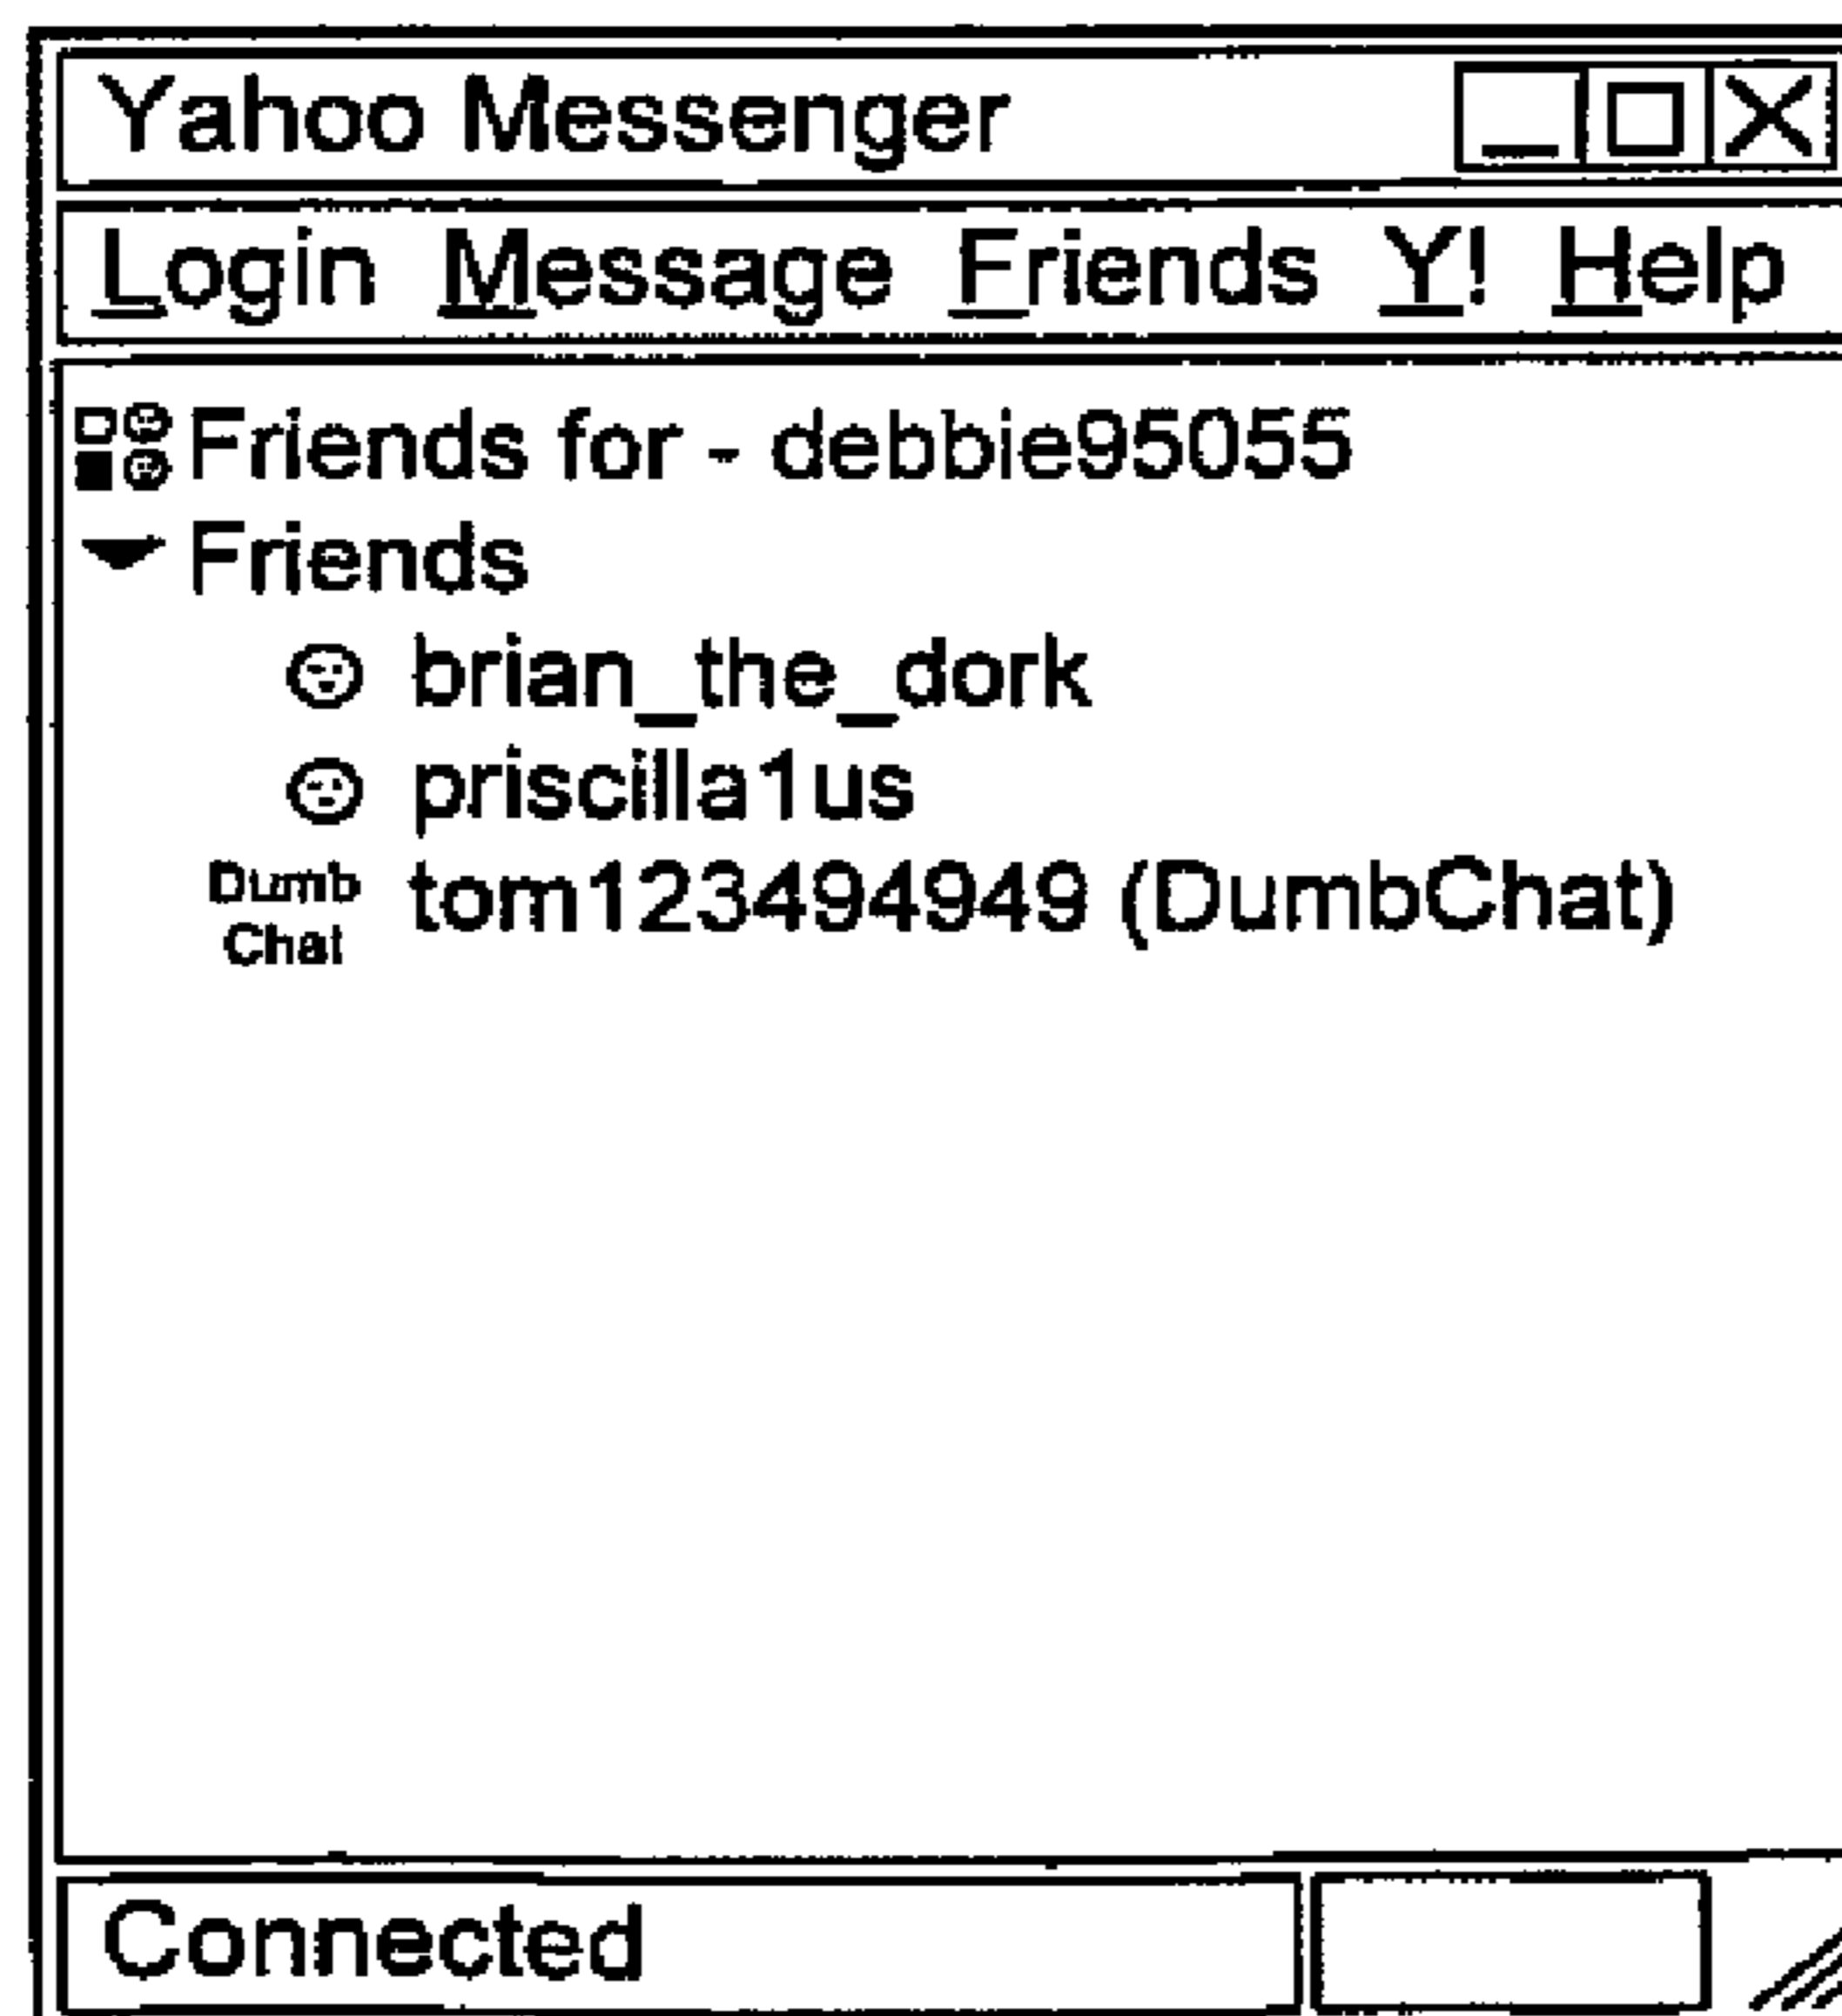 Yahoo Messenger
Login Message Friends Y! Help
Friends for - debbie95055
Friends
brian_the_dork
priscilla1us
Dumb Chat tom123494949 (DumbChat)
Connected